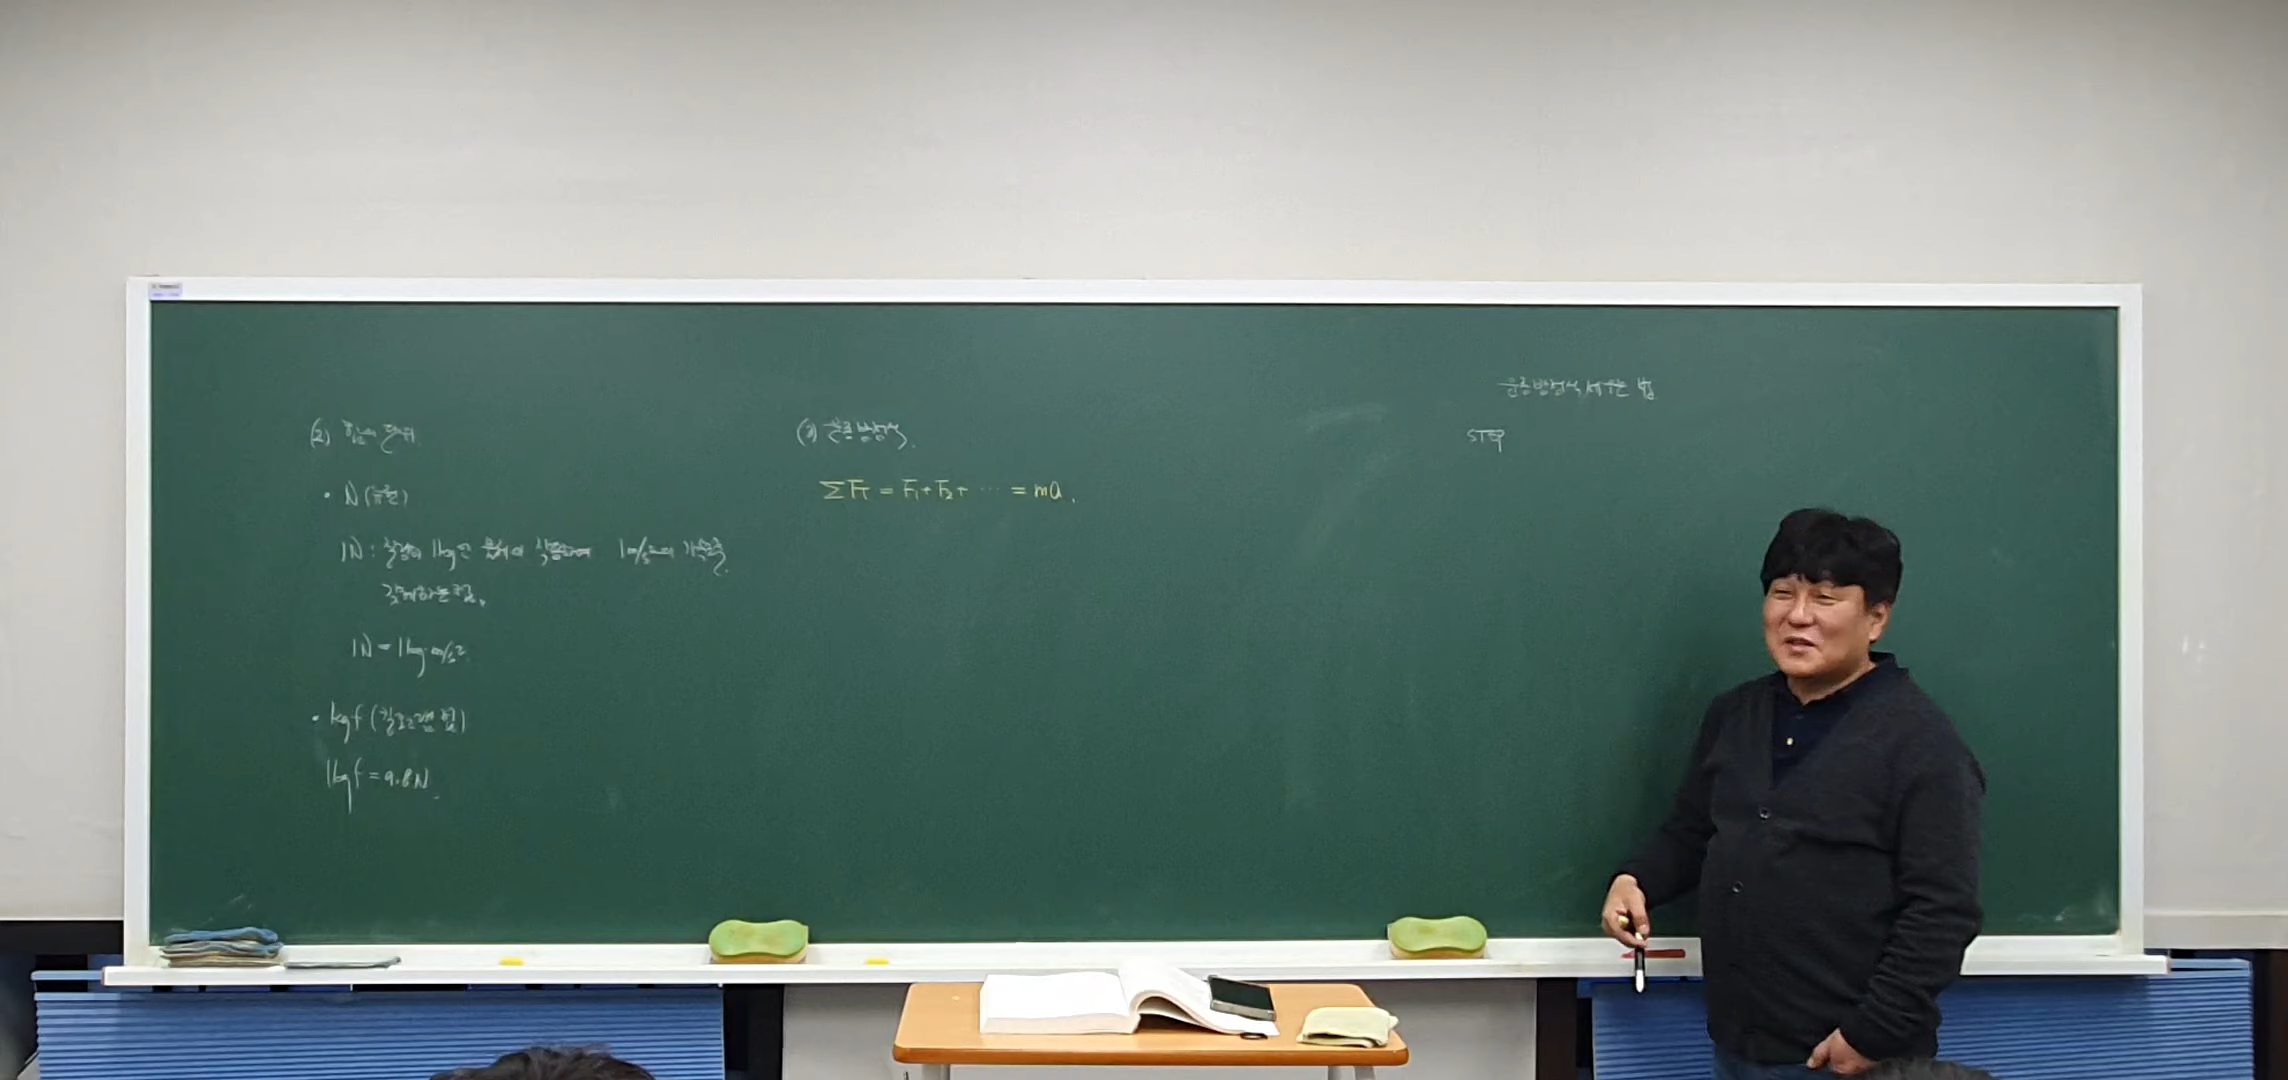 (2) 힘의 단위
· N (뉴턴)
1N : 질량이 1kg인 물체에 작용하여 1m/s²의 가속도를
갖게하는 힘.
1N = 1kg·m/s²
· kgf (킬로그램 힘)
1kgf = 9.8N.
(3) 운동방정식.
ΣF = F₁ + F₂ + ··· = ma.
운동방정식 세우는 법
STEP